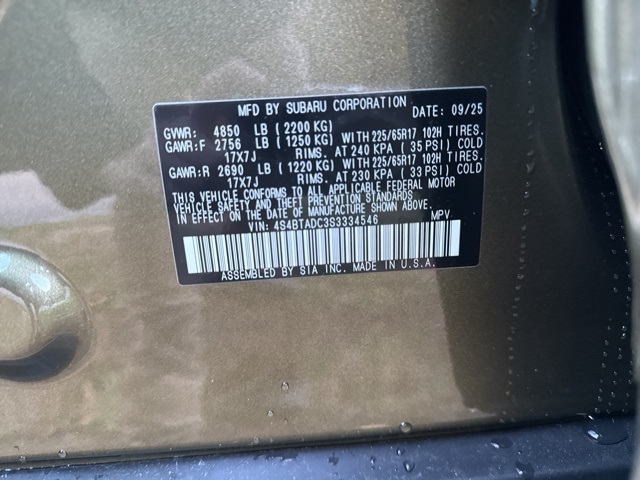 MFD BY SUBARU CORPORATION DATE: 09/25
GVWR: 4850 LB (2200 KG)
GAWR:F 2756 LB (1250 KG) WITH 225/65R17 102H TIRES.
17X7J RIMS. AT 240 KPA (35 PSI) COLD
GAWR:R 2690 LB (1220 KG) WITH 225/65R17 102H TIRES.
17X7J RIMS. AT 230 KPA (33 PSI) COLD
THIS VEHICLE CONFORMS TO ALL APPLICABLE FEDERAL MOTOR
VEHICLE SAFETY AND THEFT PREVENTION STANDARDS IN EFFECT
ON THE DATE OF MANUFACTURE SHOWN ABOVE.
VIN: 4S4BTADC3S3334546 MPV
ASSEMBLED BY SIA INC. MADE IN U.S.A.